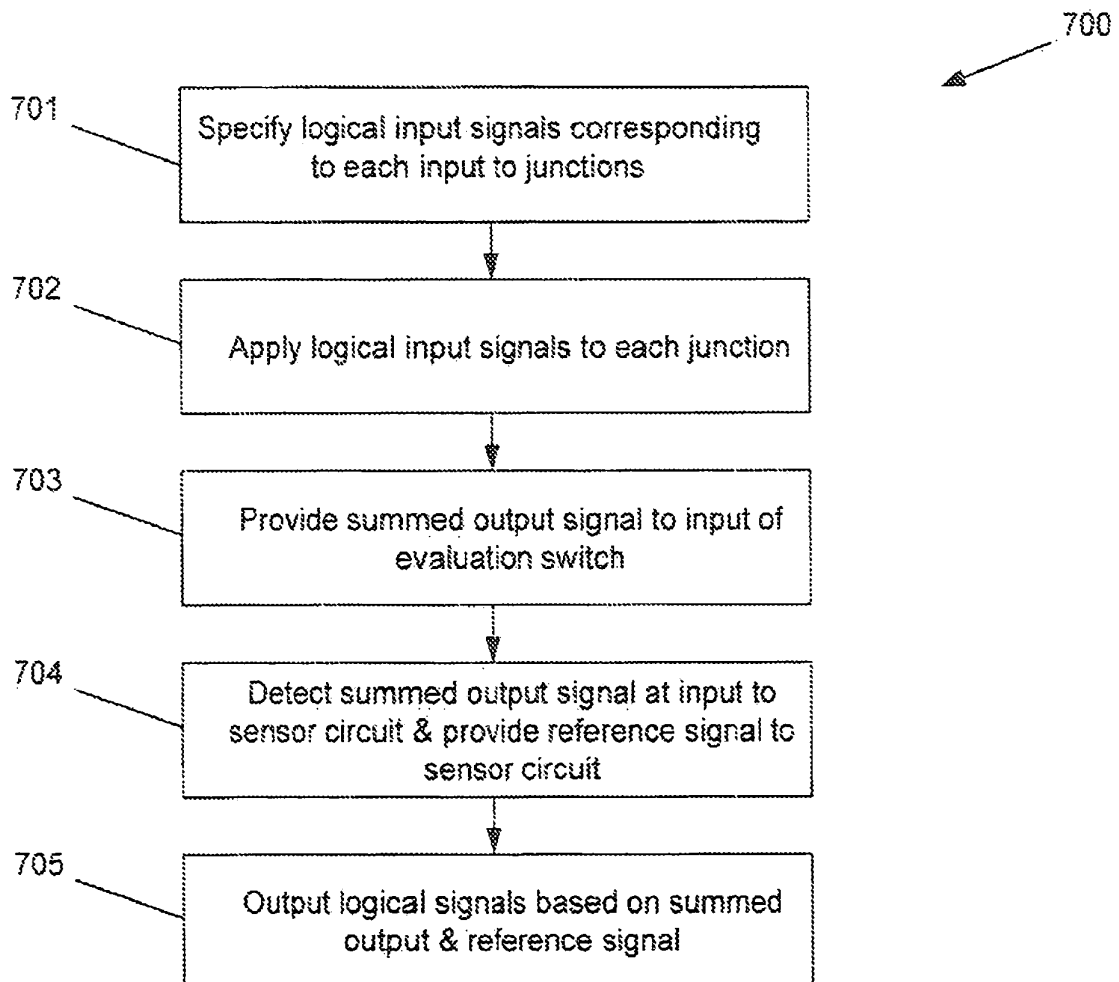 700
701
Specify logical input signals corresponding
to each input to junctions
702
Apply logical input signals to each junction
703
Provide summed output signal to input of
evaluation switch
704
Detect summed output signal at input to
sensor circuit & provide reference signal to
sensor circuit
705
Output logical signals based on summed
output & reference signal